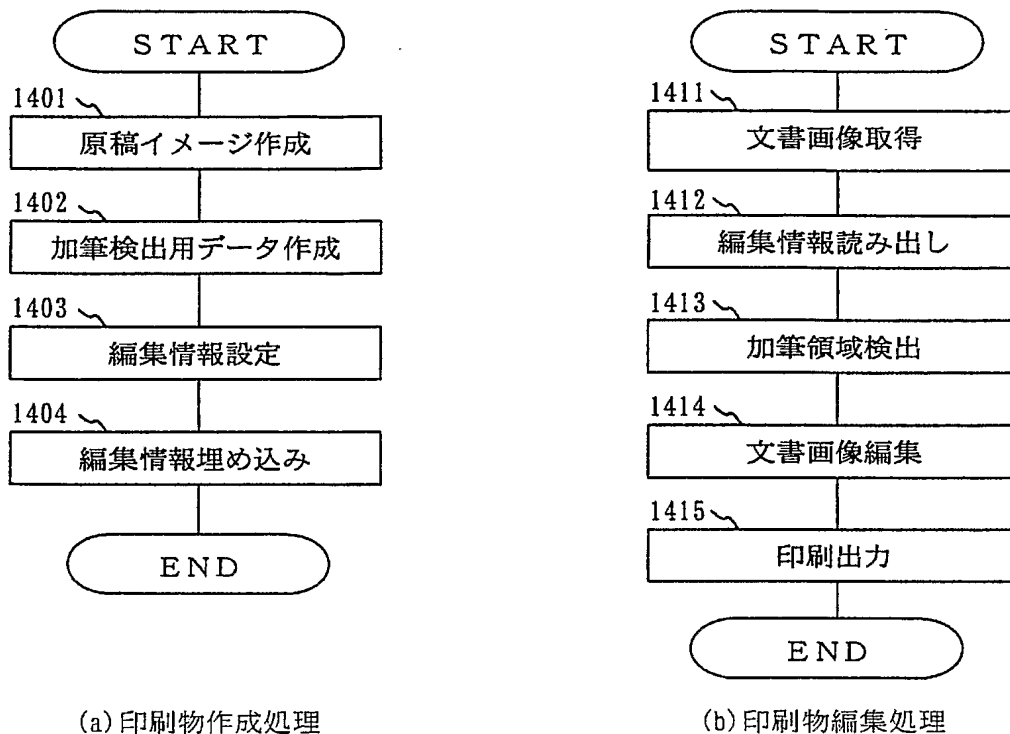 START
1401
原稿イメージ作成
1402
加筆検出用データ作成
1403
編集情報設定
1404
編集情報埋め込み
END
(a)印刷物作成処理
START
1411
文書画像取得
1412
編集情報読み出し
1413
加筆領域検出
1414
文書画像編集
1415
印刷出力
END
(b)印刷物編集処理